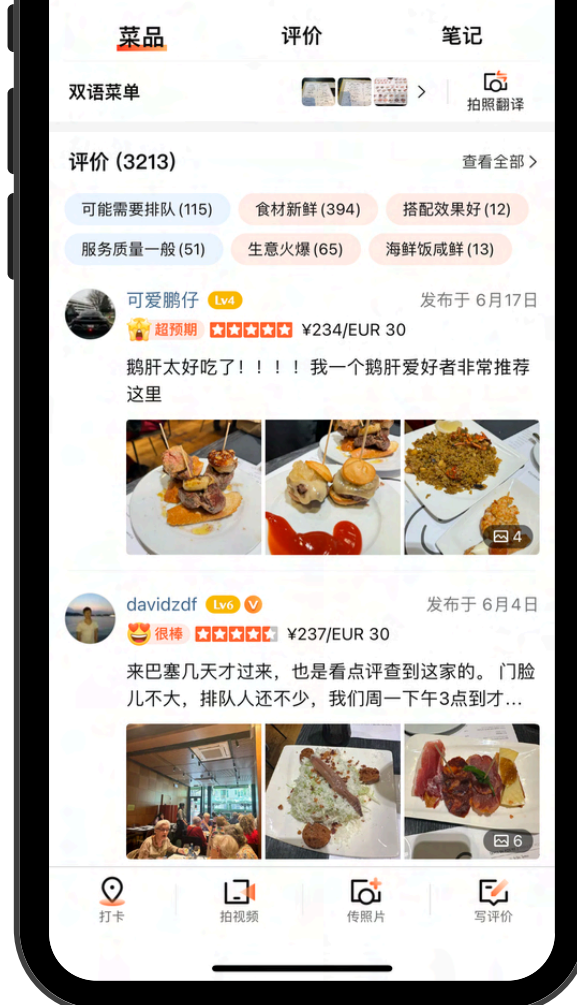 菜品 评价 笔记
双语菜单
拍照翻译
评价 (3213) 查看全部
可能需要排队(115) 食材新鲜(394) 搭配效果好(12)
服务质量一般(51) 生意火爆(65) 海鲜饭咸鲜(13)
可爱鹏仔 Lv4 发布于 6月17日
超预期 ¥234/EUR 30
鹅肝太好吃了！！！！我一个鹅肝爱好者非常推荐
这里
4
davidzdf Lv6 V 发布于 6月4日
很棒 ¥237/EUR 30
来巴塞几天才过来，也是看点评查到这家的。 门脸
儿不大，排队人还不少，我们周一下午3点到才...
6
打卡 拍视频 传照片 写评价